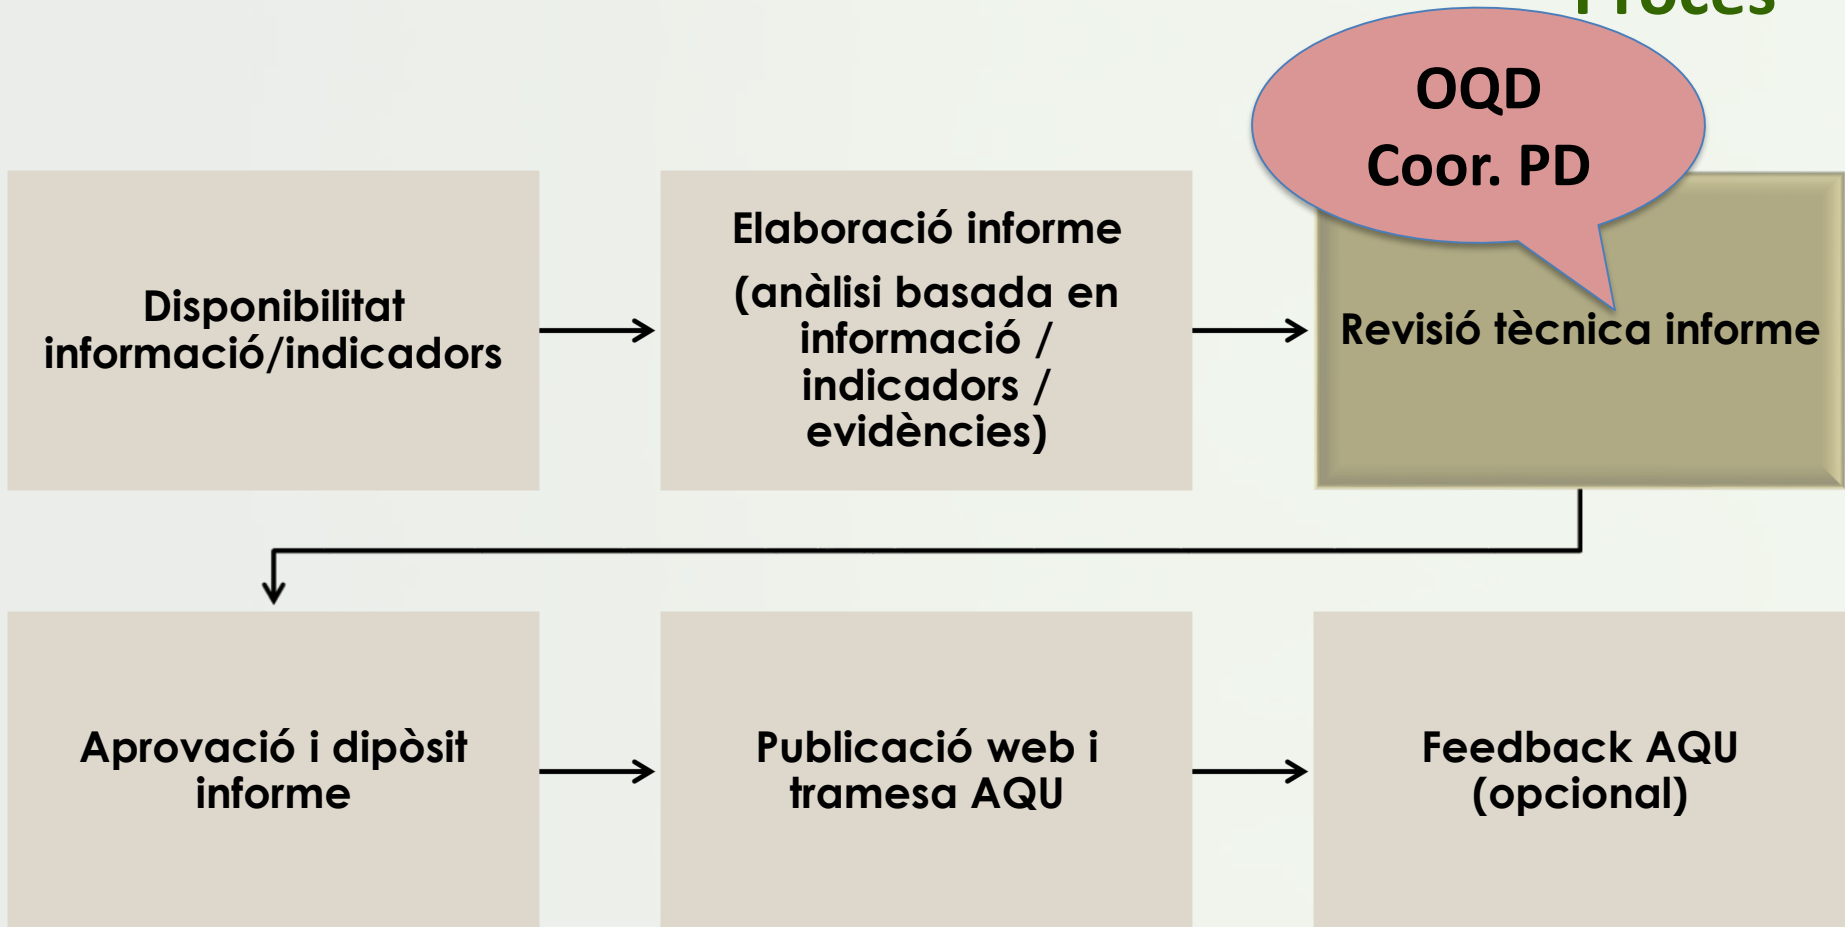 Procés
OQD
Coor. PD
Disponibilitat
informació/indicadors
Elaboració informe
(anàlisi basada en
informació /
indicadors /
evidències)
Revisió tècnica informe
Aprovació i dipòsit
informe
Publicació web i
tramesa AQU
Feedback AQU
(opcional)